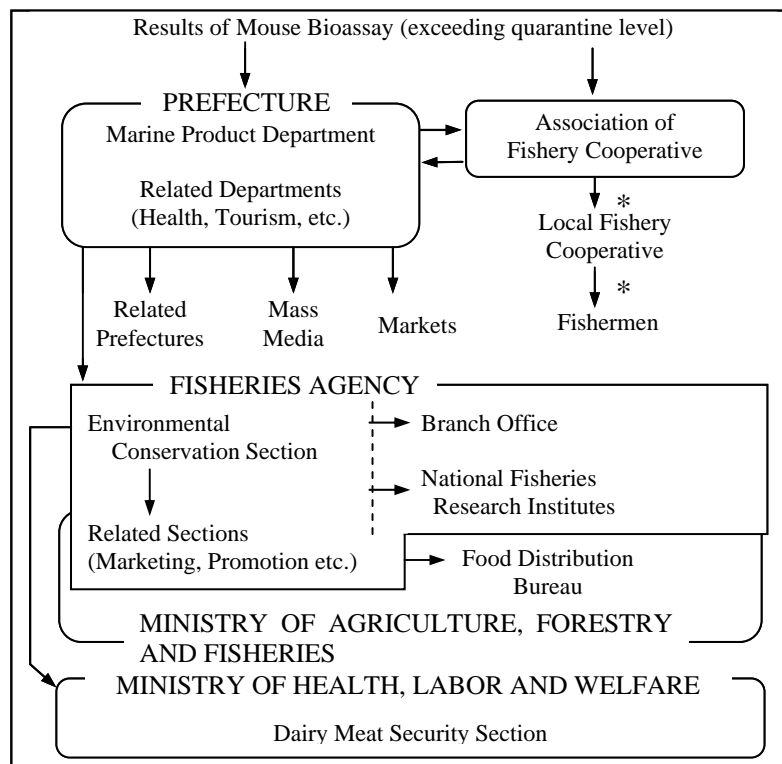 Results of Mouse Bioassay (exceeding quarantine level)
PREFECTURE
Marine Product Department
Related Departments
(Health, Tourism, etc.)
Association of
Fishery Cooperative
*
Local Fishery
Cooperative
*
Fishermen
Related
Prefectures
Mass
Media
Markets
FISHERIES AGENCY
Environmental
Conservation Section
Branch Office
National Fisheries
Research Institutes
Related Sections
(Marketing, Promotion etc.)
Food Distribution
Bureau
MINISTRY OF AGRICULTURE, FORESTRY
AND FISHERIES
MINISTRY OF HEALTH, LABOR AND WELFARE
Dairy Meat Security Section